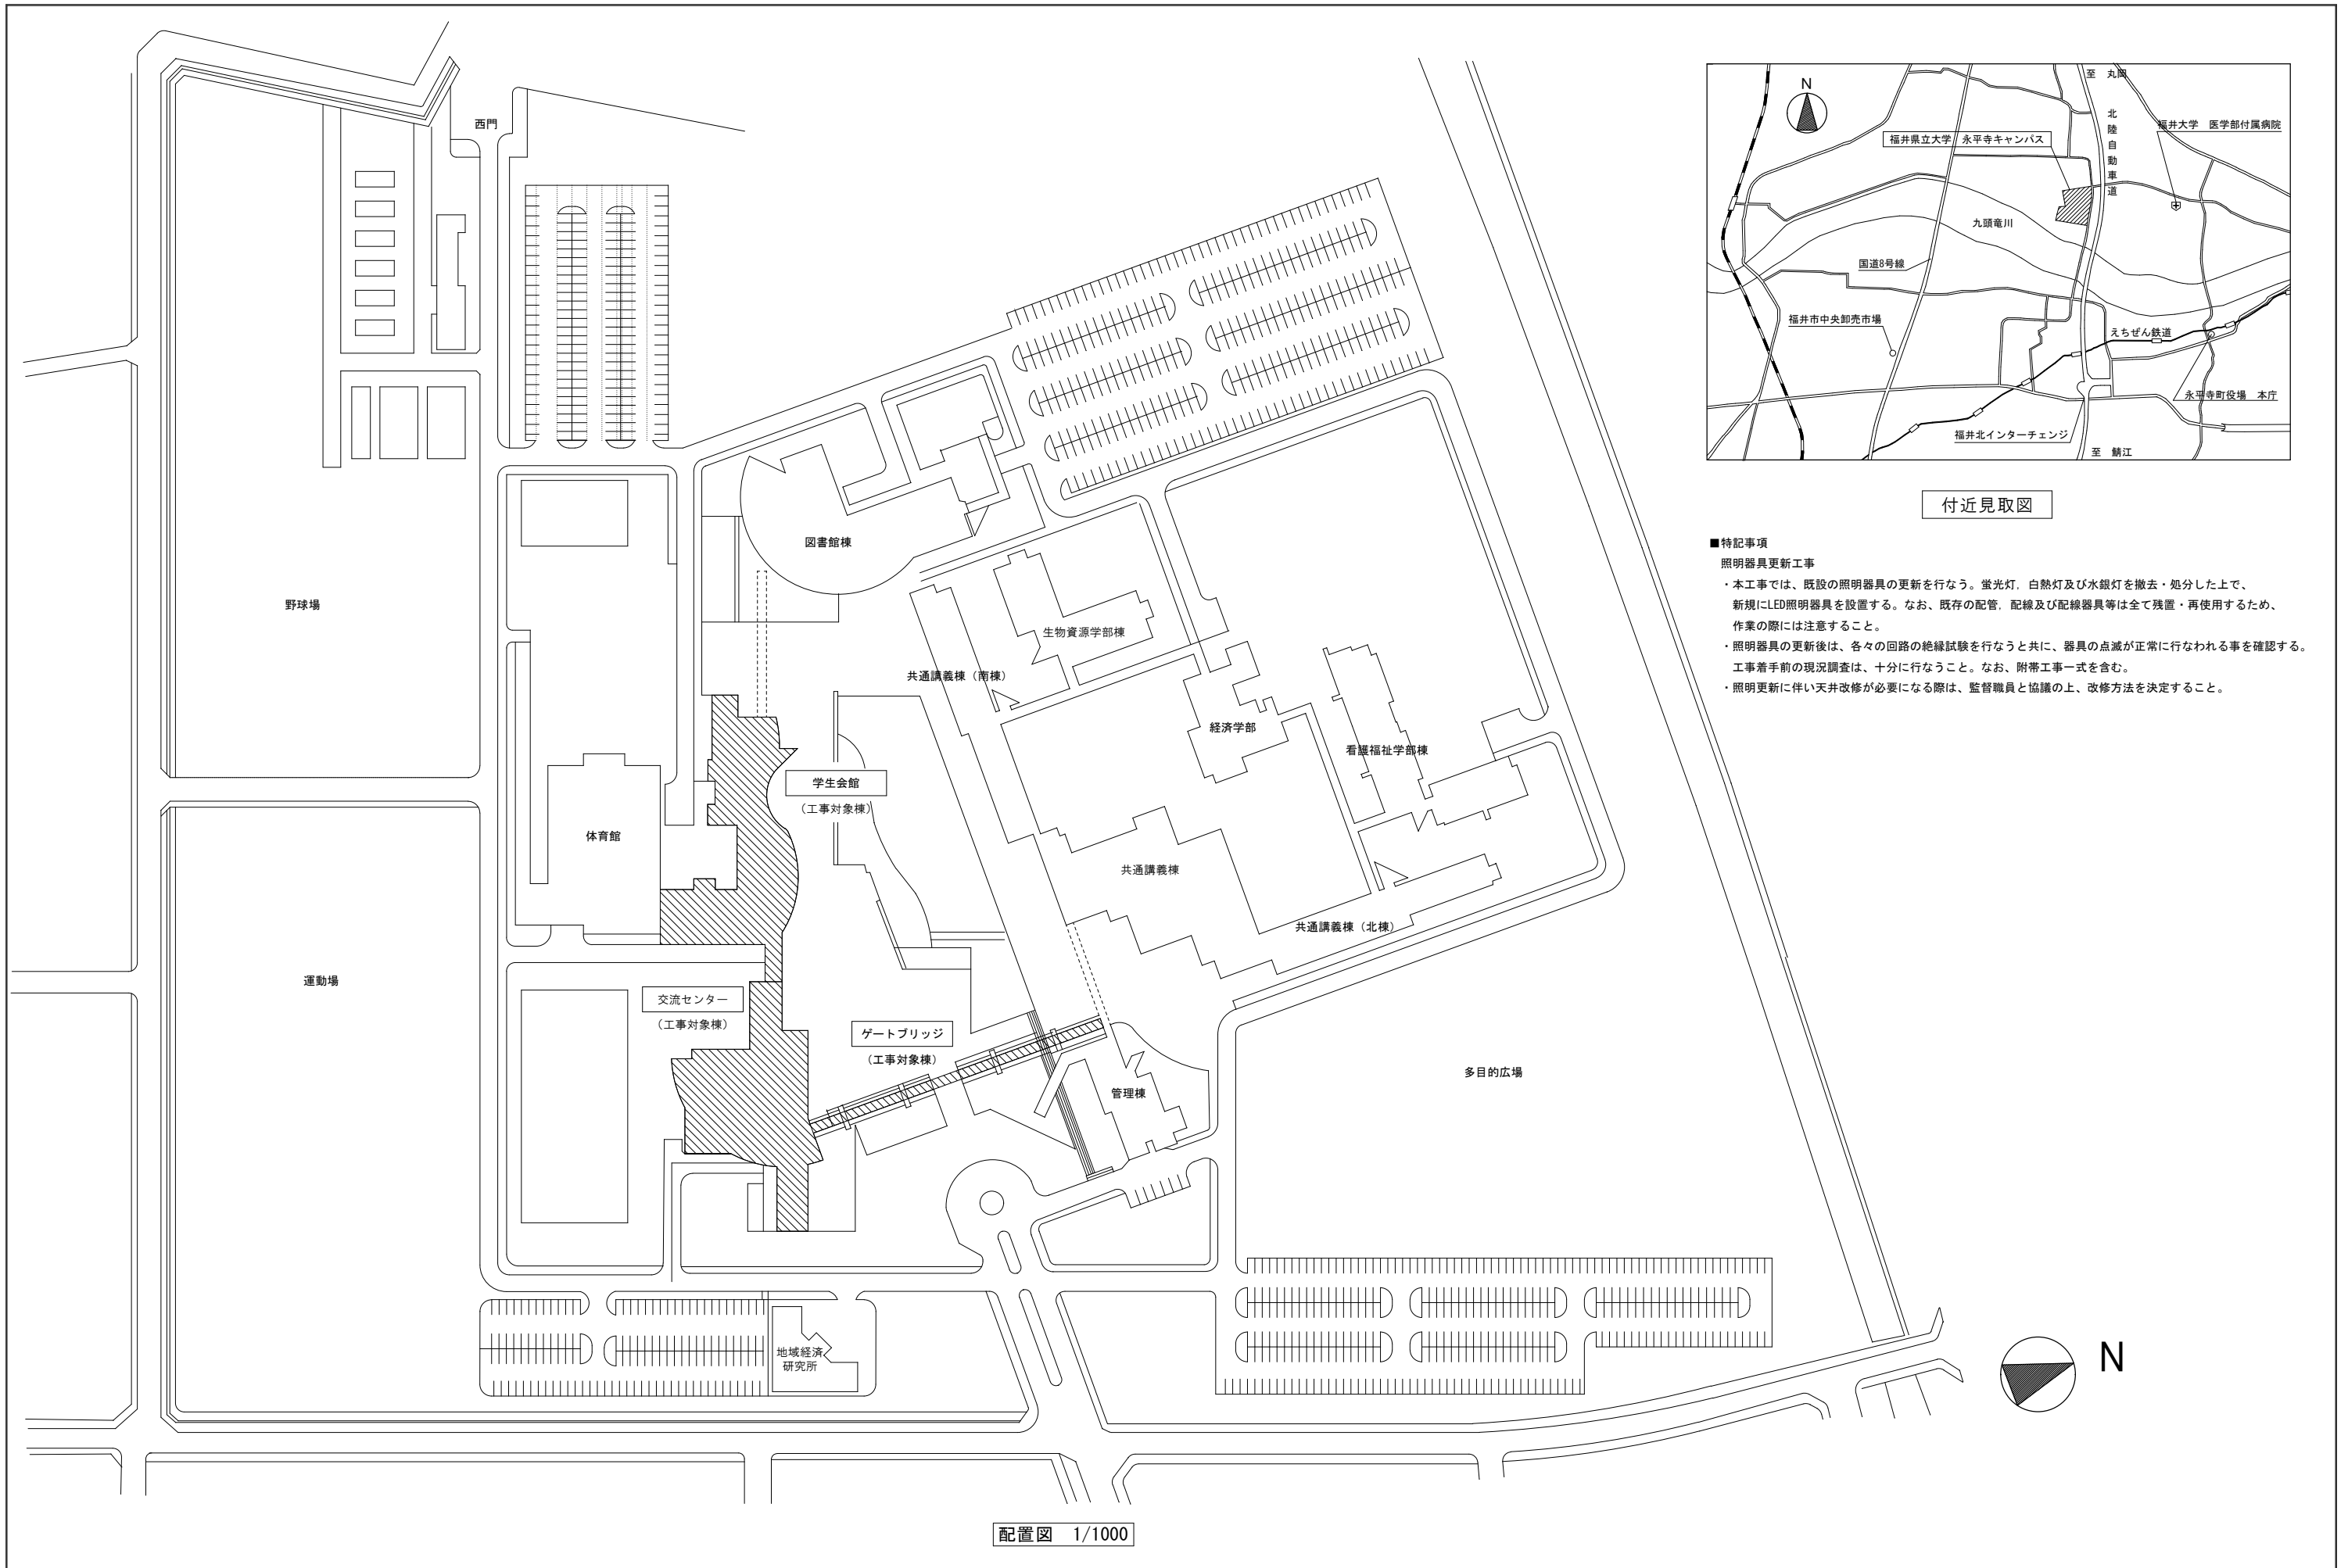 西門
野球場
運動場
体育館
図書館棟
生物資源学部棟
共通講義棟（南棟）
経済学部
看護福祉学部棟
学生会館
（工事対象棟）
共通講義棟
共通講義棟（北棟）
交流センター
（工事対象棟）
ゲートブリッジ
（工事対象棟）
管理棟
多目的広場
地域経済
研究所
配置図　1/1000
N
N
至　丸岡
北陸自動車道
福井大学　医学部付属病院
福井県立大学　永平寺キャンパス
九頭竜川
国道8号線
福井市中央卸売市場
えちぜん鉄道
永平寺町役場　本庁
福井北インターチェンジ
至　鯖江
付近見取図
■特記事項
照明器具更新工事
・本工事では、既設の照明器具の更新を行なう。蛍光灯，白熱灯及び水銀灯を撤去・処分した上で、
新規にLED照明器具を設置する。なお、既存の配管，配線及び配線器具等は全て残置・再使用するため、
作業の際には注意すること。
・照明器具の更新後は、各々の回路の絶縁試験を行なうと共に、器具の点滅が正常に行なわれる事を確認する。
工事着手前の現況調査は、十分に行なうこと。なお、附帯工事一式を含む。
・照明更新に伴い天井改修が必要になる際は、監督職員と協議の上、改修方法を決定すること。